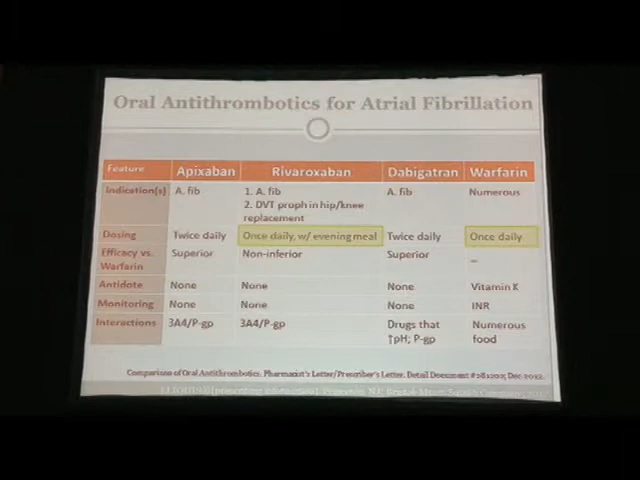 Oral Antithrombotics for Atrial Fibrillation
Feature Apixaban Rivaroxaban Dabigatran Warfarin
Indication(s) A. fib 1. A. fib A. fib Numerous
2. DVT proph in hip/knee
replacement
Dosing Twice daily Once daily, w/ evening meal Twice daily Once daily
Efficacy vs. Superior Non-inferior Superior –
Warfarin
Antidote None None None Vitamin K
Monitoring None None None INR
Interactions 3A4/P-gp 3A4/P-gp Drugs that Numerous
↑pH; P-gp food
Comparison of Oral Antithrombotics. Pharmacist's Letter/Prescriber's Letter. Detail Document #281202; Dec 2012.